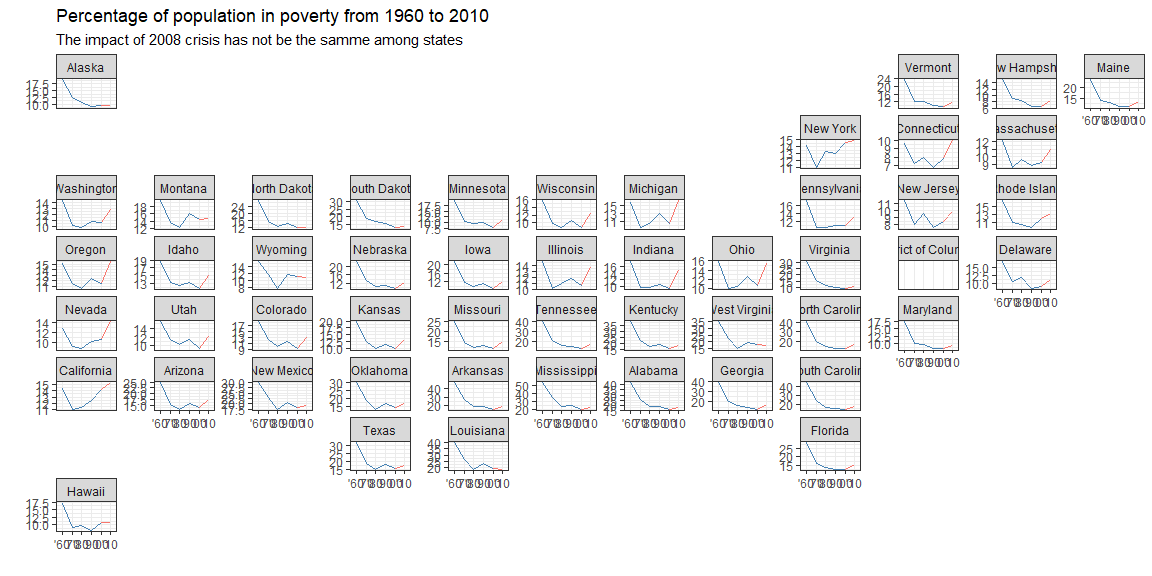 Percentage of population in poverty from 1960 to 2010
The impact of 2008 crisis has not be the samme among states
Alaska Vermont w Hampsh Maine
17.5 15.0 12.5 10.0 24 20 16 12 14 12 10 8 6 20 15
'60 70 80 90 00 10
New York Connecticut assachuset
15 14 13 12 11 10 9 8 7 12 11 10 9
Washington Montana North Dakot outh Dakot Minnesota Wisconsin Michigan ennsylvani New Jersey hode Islan
14 13 12 11 10 18 16 14 12 24 20 16 12 30 25 20 15 17.5 15.0 12.5 10.0 7.5 16 14 12 10 15 13 11 16 14 12 11 10 9 8 17 15 13 11
Oregon Idaho Wyoming Nebraska Iowa Illinois Indiana Ohio Virginia rict of Colum Delaware
15 14 13 12 11 19 17 15 13 14 12 10 8 20 16 12 20 16 12 14 13 12 11 10 16 14 12 10 16 14 12 10 30 25 20 15 10 15.0 12.5 10.0
'60 70 80 90 00 10
Nevada Utah Colorado Kansas Missouri Tennessee Kentucky West Virgini orth Carolin Maryland
14 12 10 14 12 10 17 15 13 11 9 20.0 17.5 15.0 12.5 10.0 25 20 15 40 30 20 35 30 25 20 15 35 30 25 20 15 40 30 20 17.5 15.0 12.5 10.0
'60 70 80 90 00 10
California Arizona New Mexico Oklahoma Arkansas Mississippi Alabama Georgia outh Carolin
15 14 13 12 11 25.0 22.5 20.0 17.5 15.0 30.0 27.5 25.0 22.5 20.0 17.5 30 25 20 15 40 30 20 50 40 30 20 40 35 30 25 20 15 40 30 20 40 30 20
'60 70 80 90 00 10 '60 70 80 90 00 10 '60 70 80 90 00 10 '60 70 80 90 00 10 '60 70 80 90 00 10
Texas Louisiana Florida
30 25 20 15 40 35 30 25 20 25 20 15
'60 70 80 90 00 10 '60 70 80 90 00 10 '60 70 80 90 00 10
Hawaii
17.5 15.0 12.5 10.0
'60 70 80 90 00 10